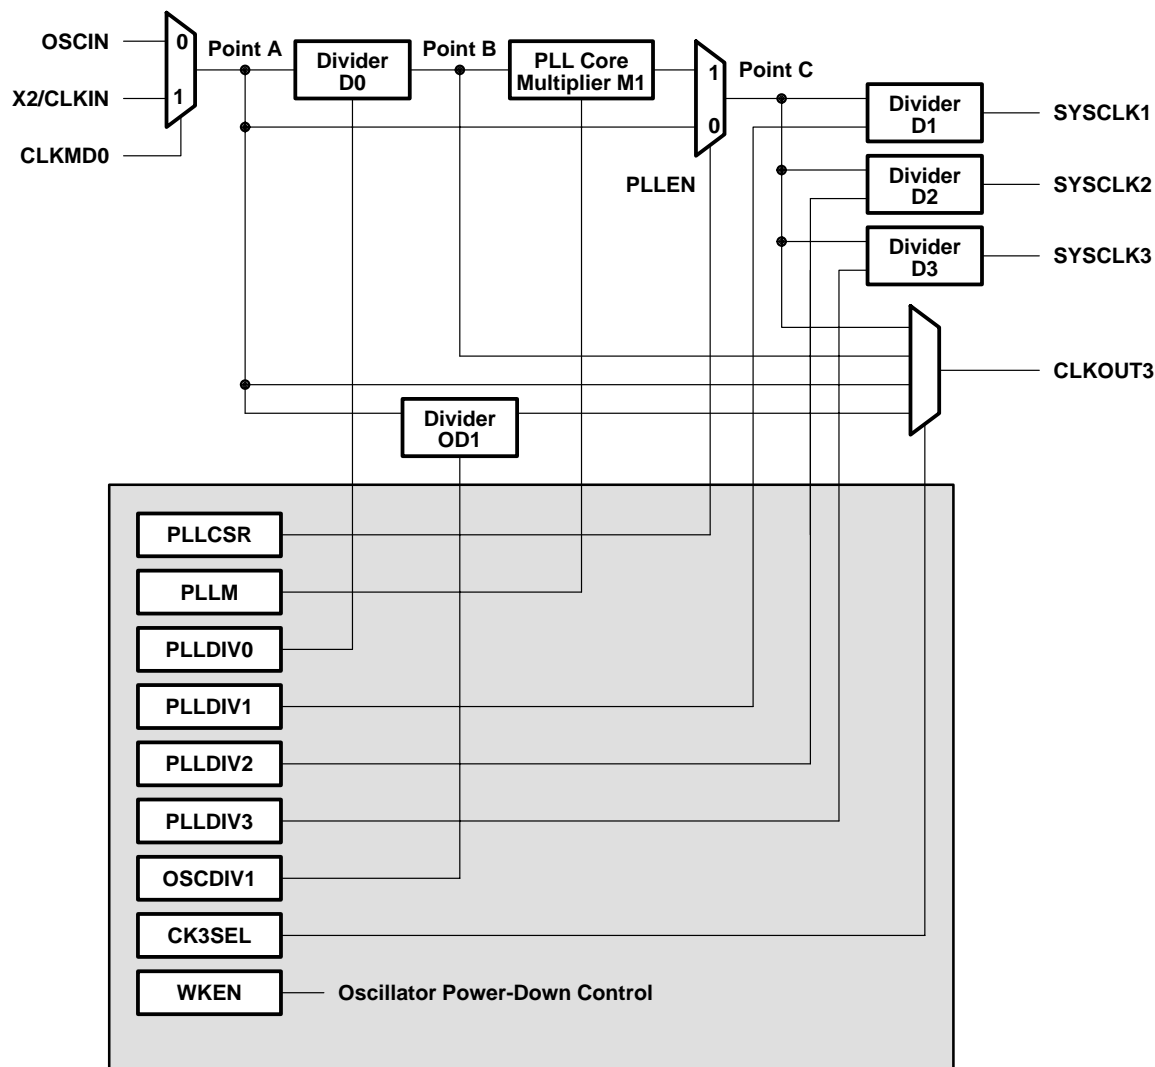 OSCIN
0
Point A
Divider
D0
Point B
PLL Core
Multiplier M1
1
Point C
X2/CLKIN
1
Divider
D1
SYSCLK1
0
CLKMD0
PLLEN
Divider
D2
SYSCLK2
Divider
D3
SYSCLK3
CLKOUT3
Divider
OD1
PLLCSR
PLLM
PLLDIV0
PLLDIV1
PLLDIV2
PLLDIV3
OSCDIV1
CK3SEL
WKEN
Oscillator Power-Down Control